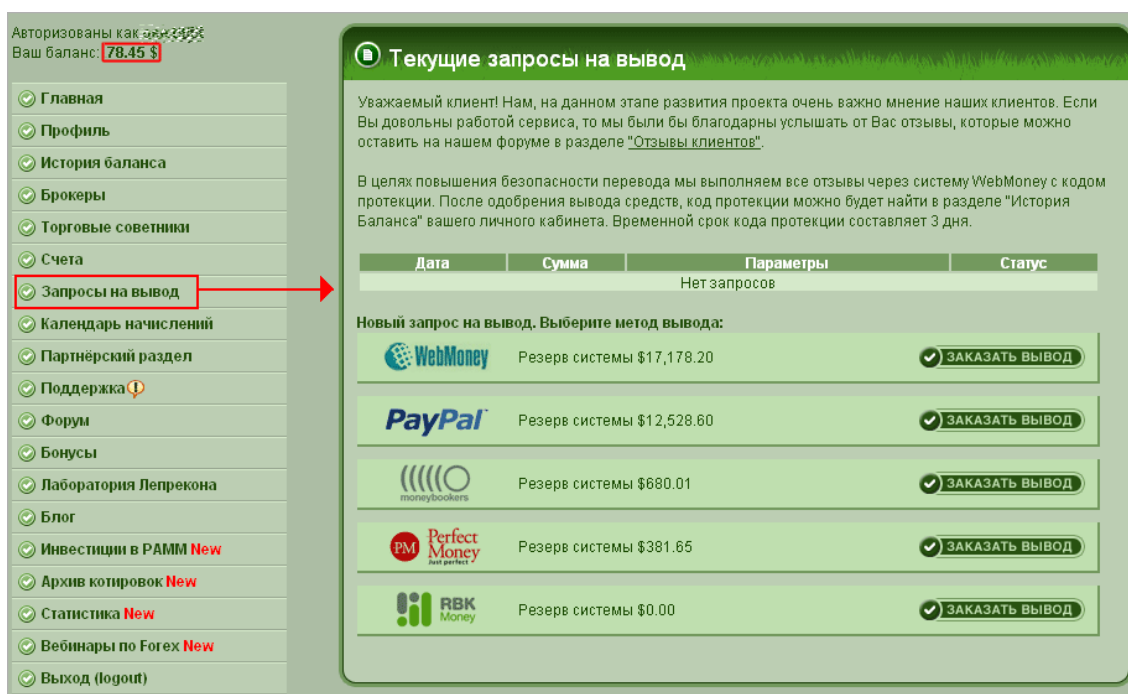 Авторизованы как
Ваш баланс: 78.45 $
Главная
Профиль
История баланса
Брокеры
Торговые советники
Счета
Запросы на вывод
Календарь начислений
Партнёрский раздел
Поддержка
Форум
Бонусы
Лаборатория Лепрекона
Блог
Инвестиции в PAMM New
Архив котировок New
Статистика New
Вебинары по Forex New
Выход (logout)
Текущие запросы на вывод
Уважаемый клиент! Нам, на данном этапе развития проекта очень важно мнение наших клиентов. Если
Вы довольны работой сервиса, то мы были бы благодарны услышать от Вас отзывы, которые можно
оставить на нашем форуме в разделе "Отзывы клиентов".
В целях повышения безопасности перевода мы выполняем все отзывы через систему WebMoney с кодом
протекции. После одобрения вывода средств, код протекции можно будет найти в разделе "История
Баланса" вашего личного кабинета. Временной срок кода протекции составляет 3 дня.
Дата Сумма Параметры Статус
Нет запросов
Новый запрос на вывод. Выберите метод вывода:
WebMoney Резерв системы $17,178.20 ЗАКАЗАТЬ ВЫВОД
PayPal Резерв системы $12,528.60 ЗАКАЗАТЬ ВЫВОД
moneybookers Резерв системы $680.01 ЗАКАЗАТЬ ВЫВОД
PM Perfect Money Just perfect Резерв системы $381.65 ЗАКАЗАТЬ ВЫВОД
RBK Money Резерв системы $0.00 ЗАКАЗАТЬ ВЫВОД